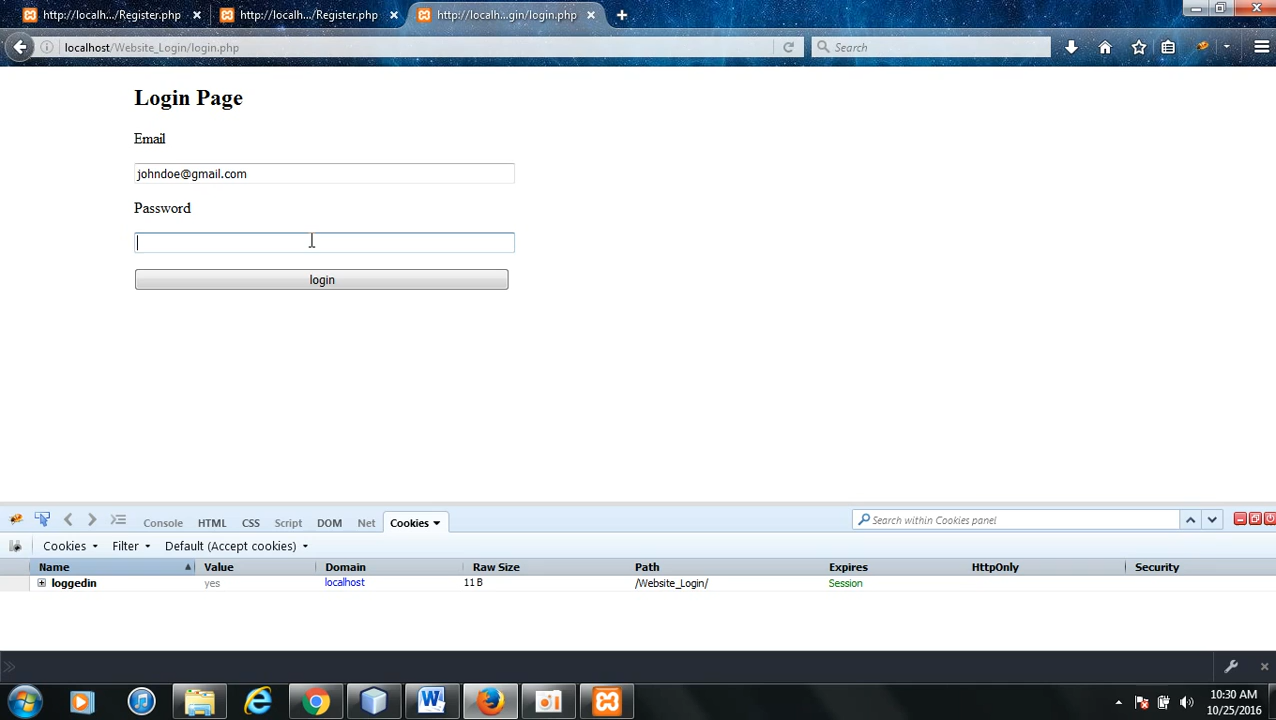 http://localh.../Register.php http://localh.../Register.php http://localh...gin/login.php
localhost/Website_Login/login.php Search
Login Page
Email
johndoe@gmail.com
Password
login
Console HTML CSS Script DOM Net Cookies Search within Cookies panel
Cookies Filter Default (Accept cookies)
Name Value Domain Raw Size Path Expires HttpOnly Security
loggedin yes localhost 11 B /Website_Login/ Session
10:30 AM
10/25/2016